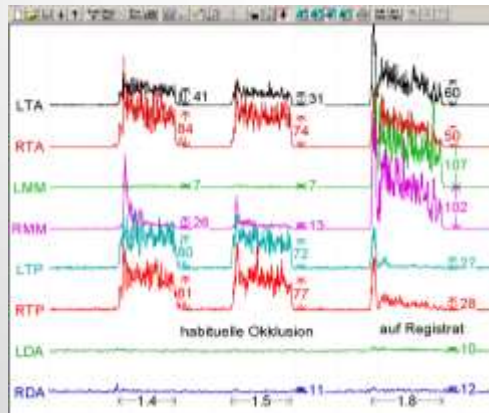 LTA 41 31 60
RTA 84 74 50
LMM 7 7 107
RMM 26 13 102
LTP 80 72 27
RTP 81 77 28
habituelle Okklusion auf Registrat
LDA 10
RDA 11 12
1.4 1.5 1.8